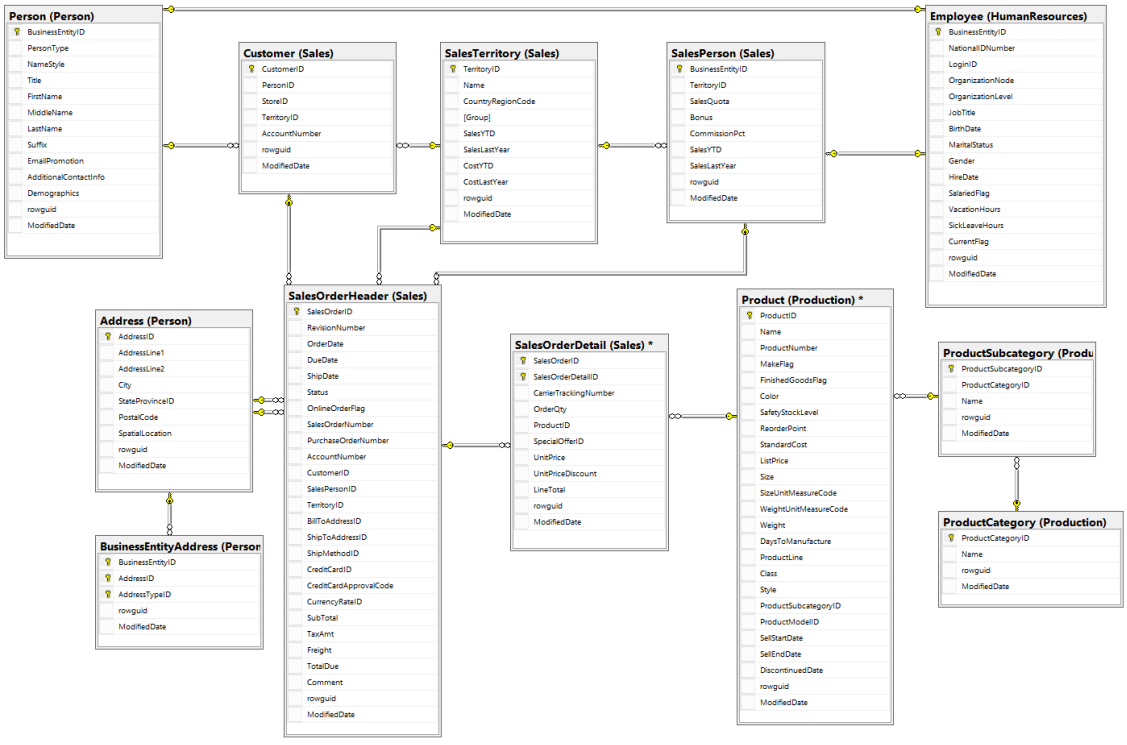 Person (Person)
BusinessEntityID
PersonType
NameStyle
Title
FirstName
MiddleName
LastName
Suffix
EmailPromotion
AdditionalContactInfo
Demographics
rowguid
ModifiedDate
Customer (Sales)
CustomerID
PersonID
StoreID
TerritoryID
AccountNumber
rowguid
ModifiedDate
SalesTerritory (Sales)
TerritoryID
Name
CountryRegionCode
[Group]
SalesYTD
SalesLastYear
CostYTD
CostLastYear
rowguid
ModifiedDate
SalesPerson (Sales)
BusinessEntityID
TerritoryID
SalesQuota
Bonus
CommissionPct
SalesYTD
SalesLastYear
rowguid
ModifiedDate
Employee (HumanResources)
BusinessEntityID
NationalIDNumber
LoginID
OrganizationNode
OrganizationLevel
JobTitle
BirthDate
MaritalStatus
Gender
HireDate
SalariedFlag
VacationHours
SickLeaveHours
CurrentFlag
rowguid
ModifiedDate
Address (Person)
AddressID
AddressLine1
AddressLine2
City
StateProvinceID
PostalCode
SpatialLocation
rowguid
ModifiedDate
BusinessEntityAddress (Person
BusinessEntityID
AddressID
AddressTypeID
rowguid
ModifiedDate
SalesOrderHeader (Sales)
SalesOrderID
RevisionNumber
OrderDate
DueDate
ShipDate
Status
OnlineOrderFlag
SalesOrderNumber
PurchaseOrderNumber
AccountNumber
CustomerID
SalesPersonID
TerritoryID
BillToAddressID
ShipToAddressID
ShipMethodID
CreditCardID
CreditCardApprovalCode
CurrencyRateID
SubTotal
TaxAmt
Freight
TotalDue
Comment
rowguid
ModifiedDate
SalesOrderDetail (Sales) *
SalesOrderID
SalesOrderDetailID
CarrierTrackingNumber
OrderQty
ProductID
SpecialOfferID
UnitPrice
UnitPriceDiscount
LineTotal
rowguid
ModifiedDate
Product (Production) *
ProductID
Name
ProductNumber
MakeFlag
FinishedGoodsFlag
Color
SafetyStockLevel
ReorderPoint
StandardCost
ListPrice
Size
SizeUnitMeasureCode
WeightUnitMeasureCode
Weight
DaysToManufacture
ProductLine
Class
Style
ProductSubcategoryID
ProductModelID
SellStartDate
SellEndDate
DiscontinuedDate
rowguid
ModifiedDate
ProductSubcategory (Produ
ProductSubcategoryID
ProductCategoryID
Name
rowguid
ModifiedDate
ProductCategory (Production)
ProductCategoryID
Name
rowguid
ModifiedDate